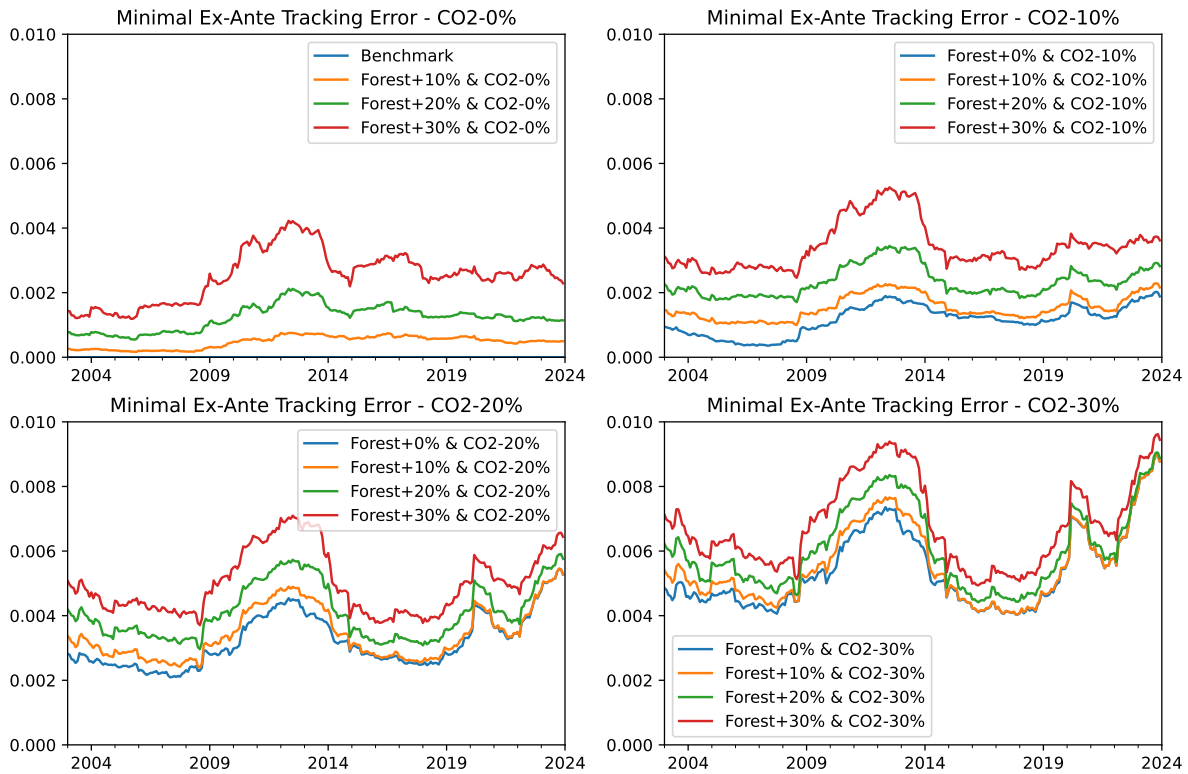 Minimal Ex-Ante Tracking Error - CO2-0%
0.010
0.008
0.006
0.004
0.002
0.000
2004 2009 2014 2019 2024
Benchmark
Forest+10% & CO2-0%
Forest+20% & CO2-0%
Forest+30% & CO2-0%
Minimal Ex-Ante Tracking Error - CO2-10%
0.010
0.008
0.006
0.004
0.002
0.000
2004 2009 2014 2019 2024
Forest+0% & CO2-10%
Forest+10% & CO2-10%
Forest+20% & CO2-10%
Forest+30% & CO2-10%
Minimal Ex-Ante Tracking Error - CO2-20%
0.010
0.008
0.006
0.004
0.002
0.000
2004 2009 2014 2019 2024
Forest+0% & CO2-20%
Forest+10% & CO2-20%
Forest+20% & CO2-20%
Forest+30% & CO2-20%
Minimal Ex-Ante Tracking Error - CO2-30%
0.010
0.008
0.006
0.004
0.002
0.000
2004 2009 2014 2019 2024
Forest+0% & CO2-30%
Forest+10% & CO2-30%
Forest+20% & CO2-30%
Forest+30% & CO2-30%